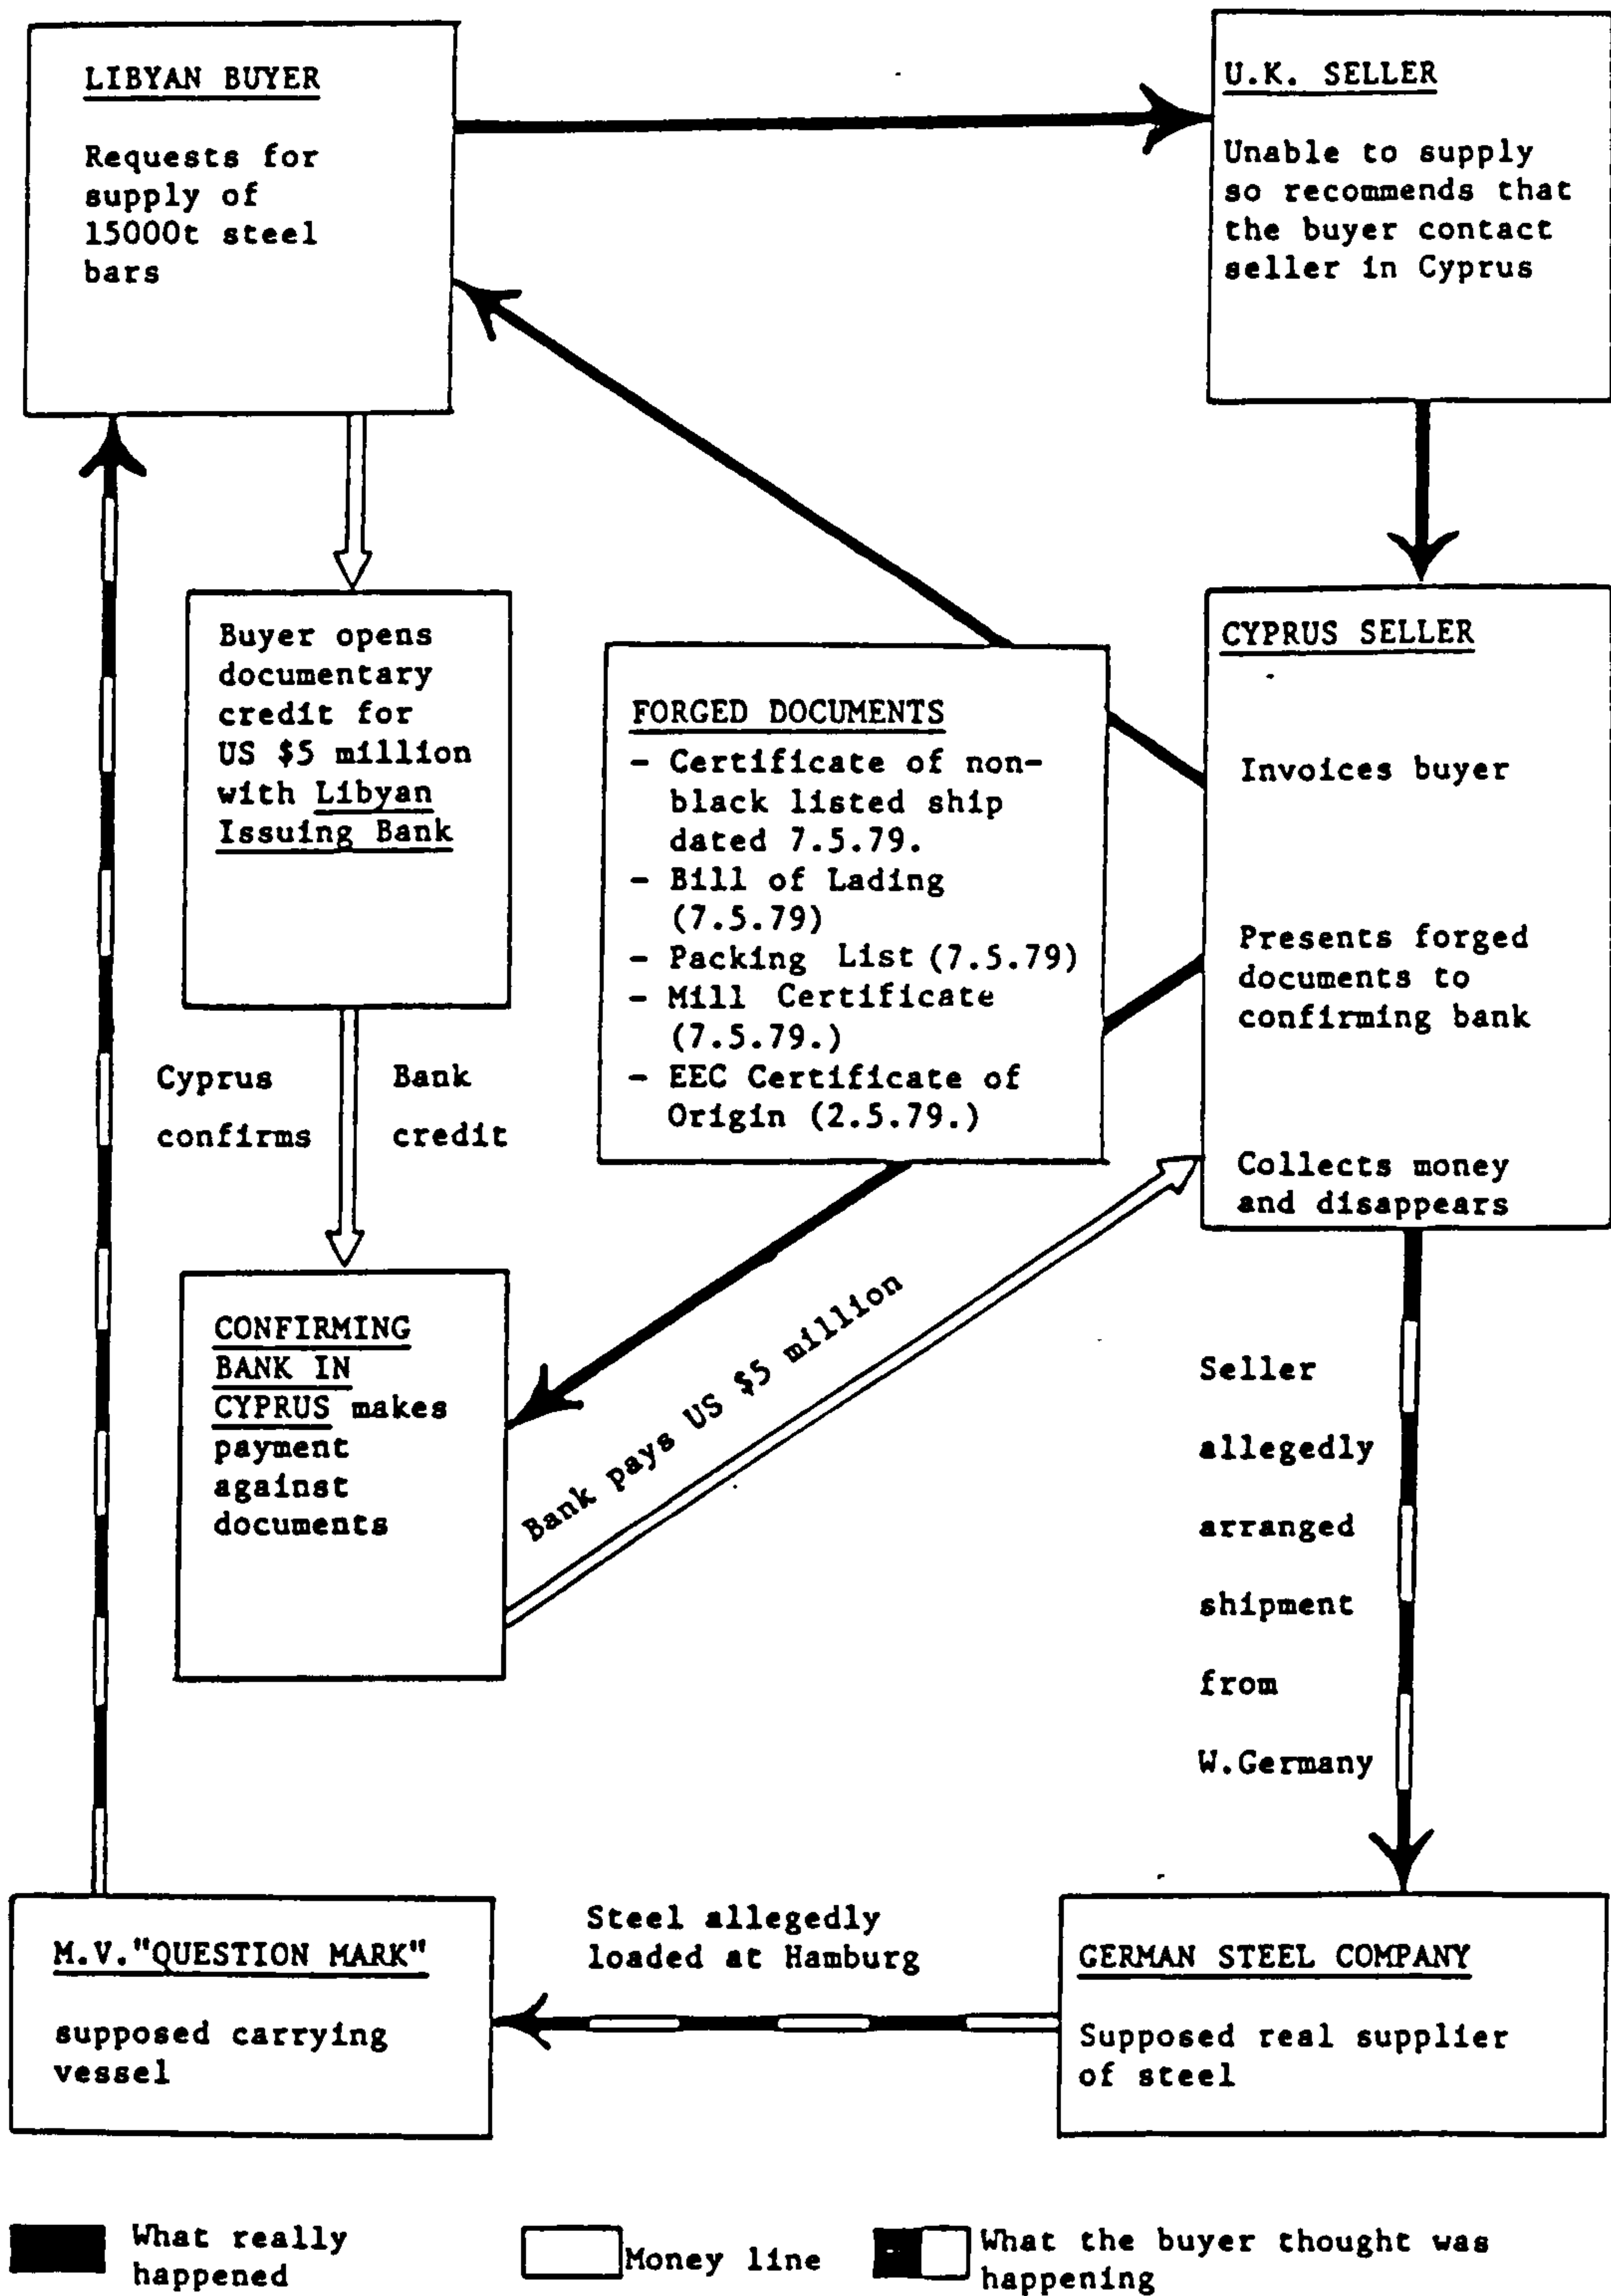 LIBYAN BUYER
Requests for
supply of
15000t steel
bars
U.K. SELLER
Unable to supply
so recommends that
the buyer contact
seller in Cyprus
Buyer opens
documentary
credit for
US $5 million
with Libyan
Issuing Bank
FORGED DOCUMENTS
- Certificate of non-
black listed ship
dated 7.5.79.
- Bill of Lading
(7.5.79)
- Packing List (7.5.79)
- Mill Certificate
(7.5.79.)
- EEC Certificate of
Origin (2.5.79.)
CYPRUS SELLER
Invoices buyer
Presents forged
documents to
confirming bank
Collects money
and disappears
Cyprus Bank
confirms credit
CONFIRMING
BANK IN
CYPRUS makes
payment
against
documents
Bank pays US $5 million
Seller
allegedly
arranged
shipment
from
W.Germany
M.V."QUESTION MARK"
supposed carrying
vessel
Steel allegedly
loaded at Hamburg
GERMAN STEEL COMPANY
Supposed real supplier
of steel
What really
happened
Money line
What the buyer thought was
happening